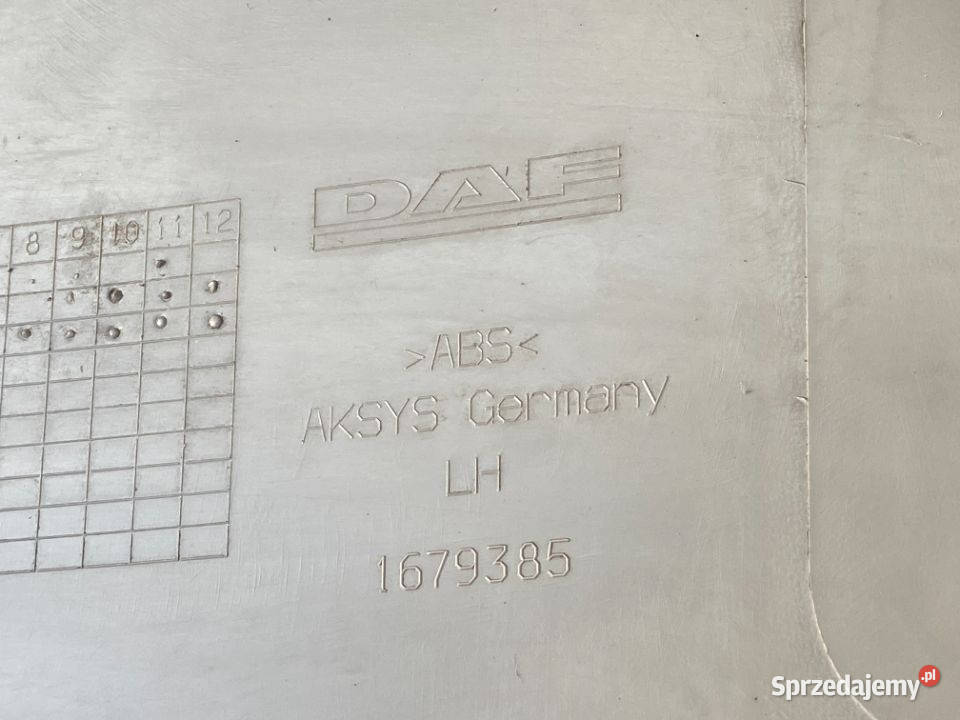 DAF
8 9 10 11 12
>ABS<
AKSYS Germany
LH
1679385
Sprzedajemy.pl